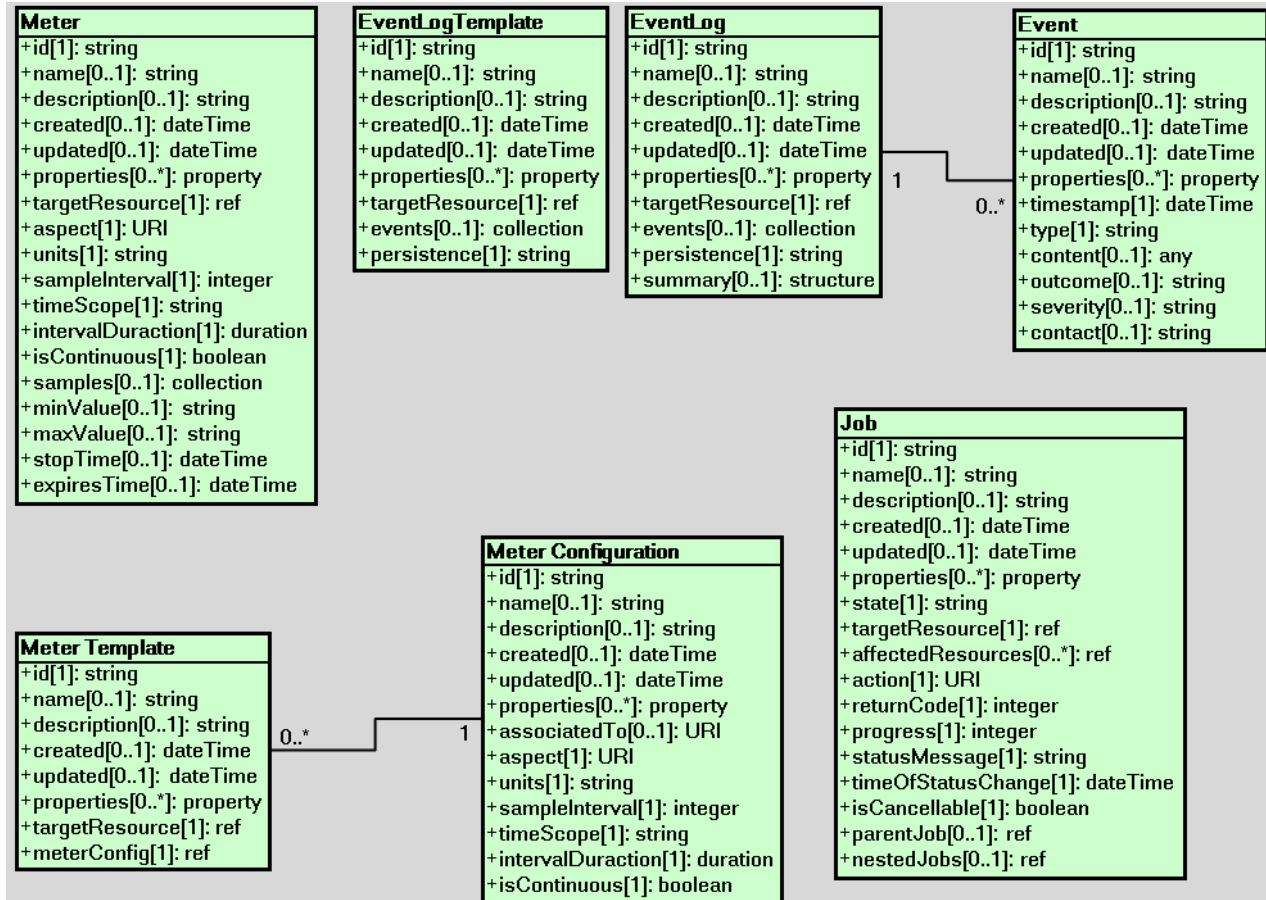 Meter
+id[1]: string
+name[0..1]: string
+description[0..1]: string
+created[0..1]: dateTime
+updated[0..1]: dateTime
+properties[0..*]: property
+targetResource[1]: ref
+aspect[1]: URI
+units[1]: string
+sampleInterval[1]: integer
+timeScope[1]: string
+intervalDuraction[1]: duration
+isContinuous[1]: boolean
+samples[0..1]: collection
+minValue[0..1]: string
+maxValue[0..1]: string
+stopTime[0..1]: dateTime
+expiresTime[0..1]: dateTime
EventLogTemplate
+id[1]: string
+name[0..1]: string
+description[0..1]: string
+created[0..1]: dateTime
+updated[0..1]: dateTime
+properties[0..*]: property
+targetResource[1]: ref
+events[0..1]: collection
+persistence[1]: string
EventLog
+id[1]: string
+name[0..1]: string
+description[0..1]: string
+created[0..1]: dateTime
+updated[0..1]: dateTime
+properties[0..*]: property
+targetResource[1]: ref
+events[0..1]: collection
+persistence[1]: string
+summary[0..1]: structure
1
0..*
Event
+id[1]: string
+name[0..1]: string
+description[0..1]: string
+created[0..1]: dateTime
+updated[0..1]: dateTime
+properties[0..*]: property
+timestamp[1]: dateTime
+type[1]: string
+content[0..1]: any
+outcome[0..1]: string
+severity[0..1]: string
+contact[0..1]: string
Meter Template
+id[1]: string
+name[0..1]: string
+description[0..1]: string
+created[0..1]: dateTime
+updated[0..1]: dateTime
+properties[0..*]: property
+targetResource[1]: ref
+meterConfig[1]: ref
0..*
1
Meter Configuration
+id[1]: string
+name[0..1]: string
+description[0..1]: string
+created[0..1]: dateTime
+updated[0..1]: dateTime
+properties[0..*]: property
+associatedTo[0..1]: URI
+aspect[1]: URI
+units[1]: string
+sampleInterval[1]: integer
+timeScope[1]: string
+intervalDuraction[1]: duration
+isContinuous[1]: boolean
Job
+id[1]: string
+name[0..1]: string
+description[0..1]: string
+created[0..1]: dateTime
+updated[0..1]: dateTime
+properties[0..*]: property
+state[1]: string
+targetResource[1]: ref
+affectedResources[0..*]: ref
+action[1]: URI
+returnCode[1]: integer
+progress[1]: integer
+statusMessage[1]: string
+timeOfStatusChange[1]: dateTime
+isCancellable[1]: boolean
+parentJob[0..1]: ref
+nestedJobs[0..1]: ref